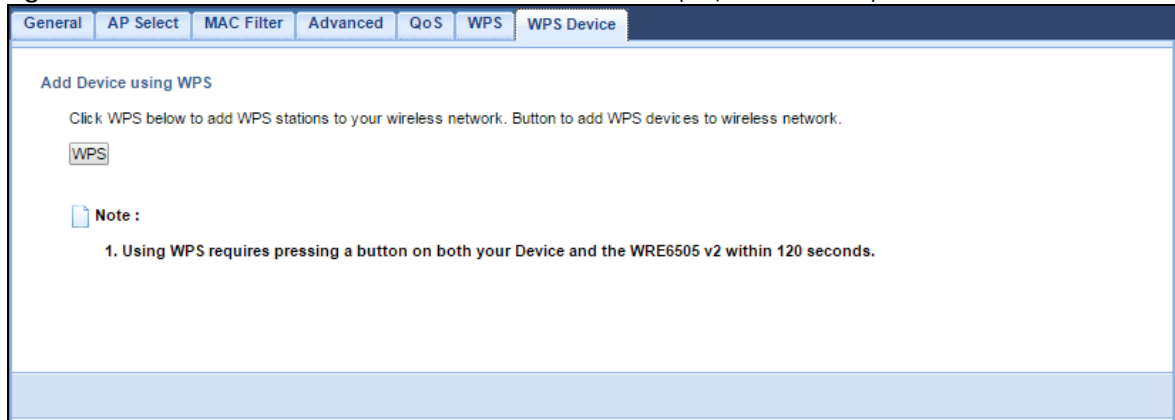 General AP Select MAC Filter Advanced QoS WPS WPS Device
Add Device using WPS
Click WPS below to add WPS stations to your wireless network. Button to add WPS devices to wireless network.
WPS
Note :
1. Using WPS requires pressing a button on both your Device and the WRE6505 v2 within 120 seconds.